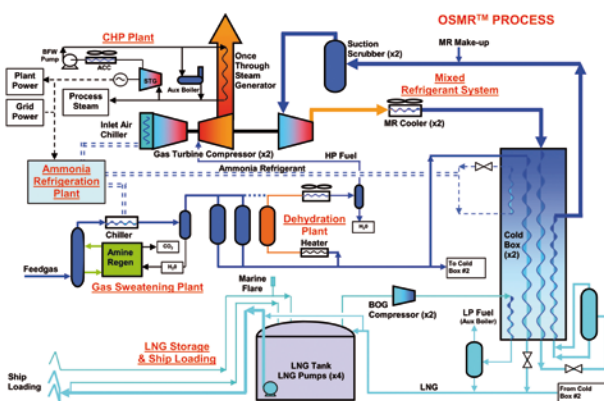 OSMR™ PROCESS
CHP Plant
BFW
Pump
ACC
Plant
Power
STG
Aux Boiler
Once
Through
Steam
Generator
Grid
Power
Process
Steam
Suction
Scrubber (x2)
MR Make-up
Mixed
Refrigerant System
Inlet Air
Chiller
MR Cooler (x2)
Gas Turbine Compressor (x2)
HP Fuel
Ammonia Refrigerant
Ammonia
Refrigeration
Plant
Chiller
Dehydration
Plant
H₂O
Heater
Cold
Box
(x2)
Feedgas
Amine
Regen
CO₂
Gas Sweatening Plant
To Cold
Box #2
Marine
Flare
BOG
Compressor (x2)
LP Fuel
(Aux Boiler)
LNG Storage
& Ship Loading
Ship
Loading
LNG Tank
LNG Pumps (x4)
LNG
From Cold
Box #2